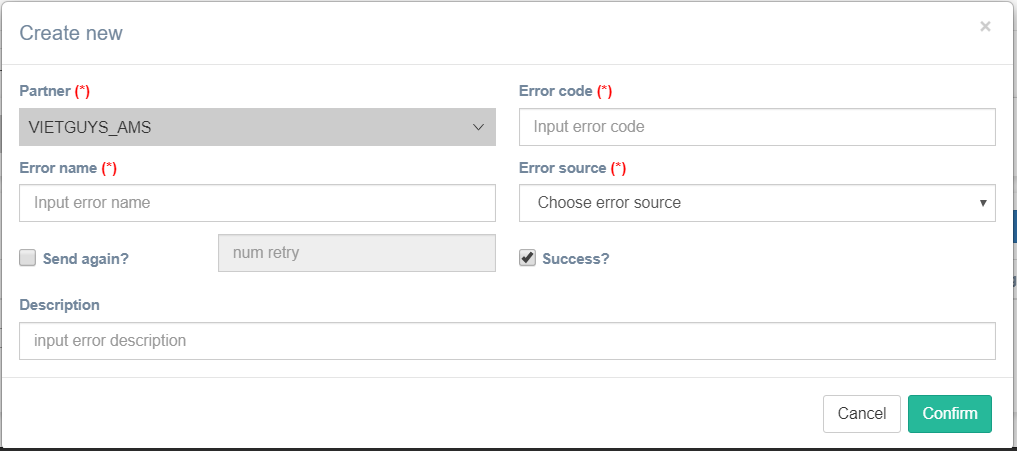 Create new ×
Partner (*) Error code (*)
VIETGUYS_AMS Input error code
Error name (*) Error source (*)
Input error name Choose error source
Send again? num retry Success?
Description
input error description
Cancel Confirm